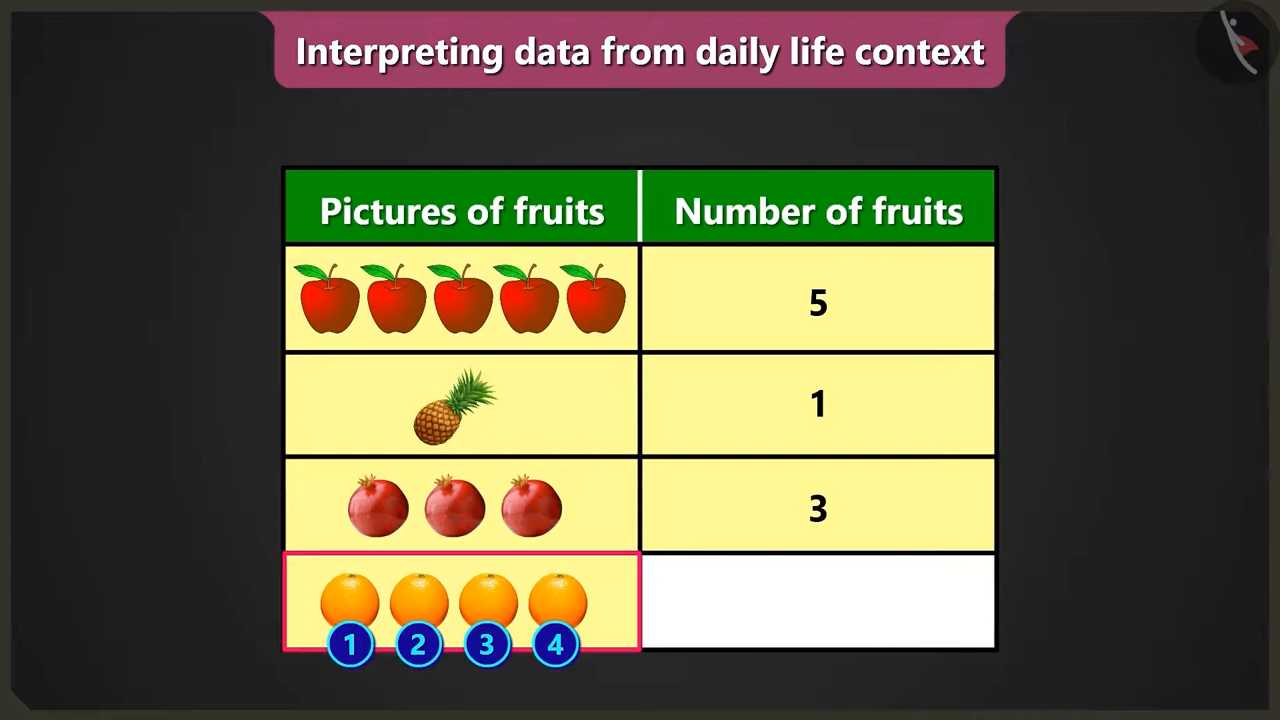 Interpreting data from daily life context
Pictures of fruits Number of fruits
5
1
3
1 2 3 4